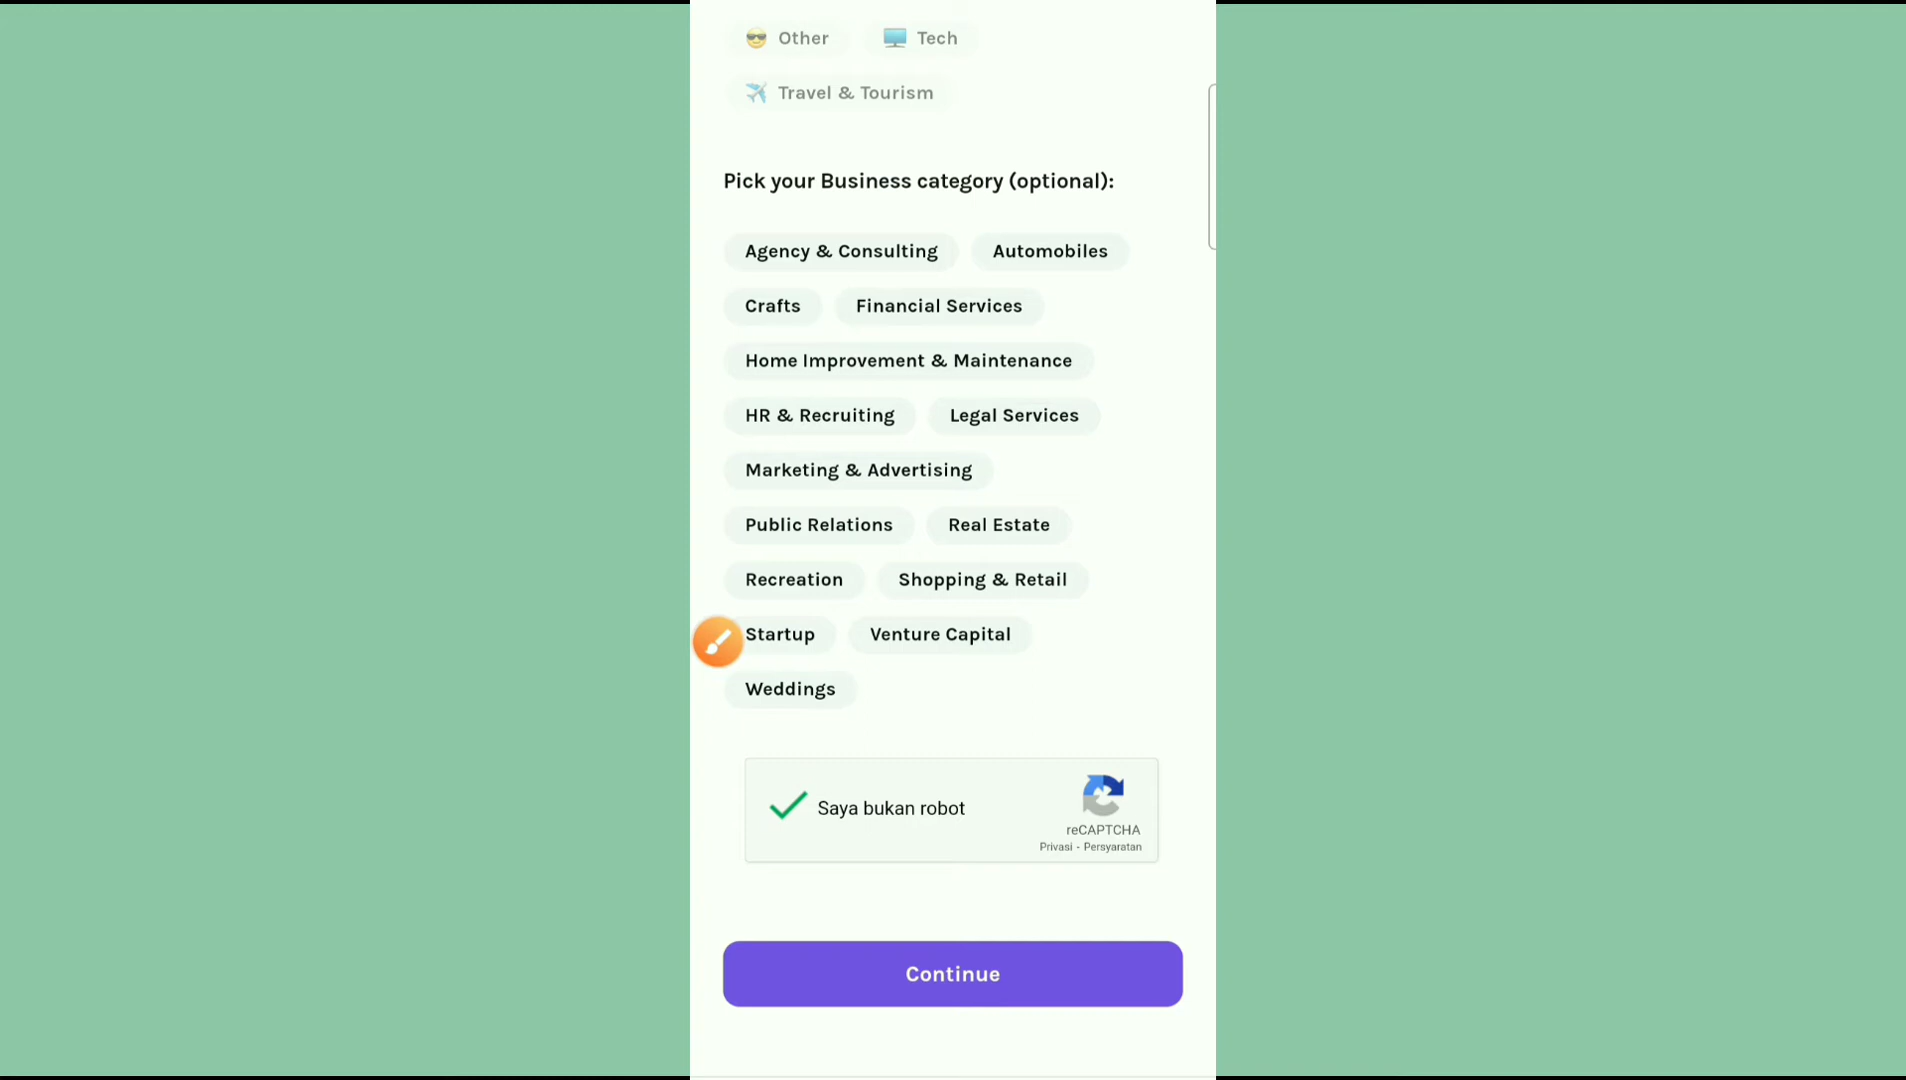 Other Tech
Travel & Tourism
Pick your Business category (optional):
Agency & Consulting Automobiles
Crafts Financial Services
Home Improvement & Maintenance
HR & Recruiting Legal Services
Marketing & Advertising
Public Relations Real Estate
Recreation Shopping & Retail
Startup Venture Capital
Weddings
Saya bukan robot
reCAPTCHA
Privasi - Persyaratan
Continue